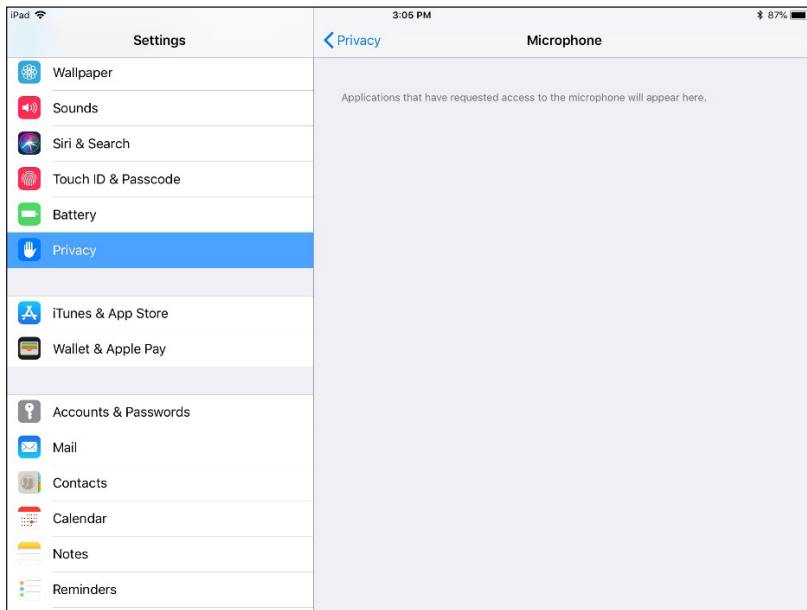 iPad
3:05 PM
87%
Settings
Privacy
Microphone
Wallpaper
Sounds
Siri & Search
Touch ID & Passcode
Battery
Privacy
iTunes & App Store
Wallet & Apple Pay
Accounts & Passwords
Mail
Contacts
Calendar
Notes
Reminders
Applications that have requested access to the microphone will appear here.